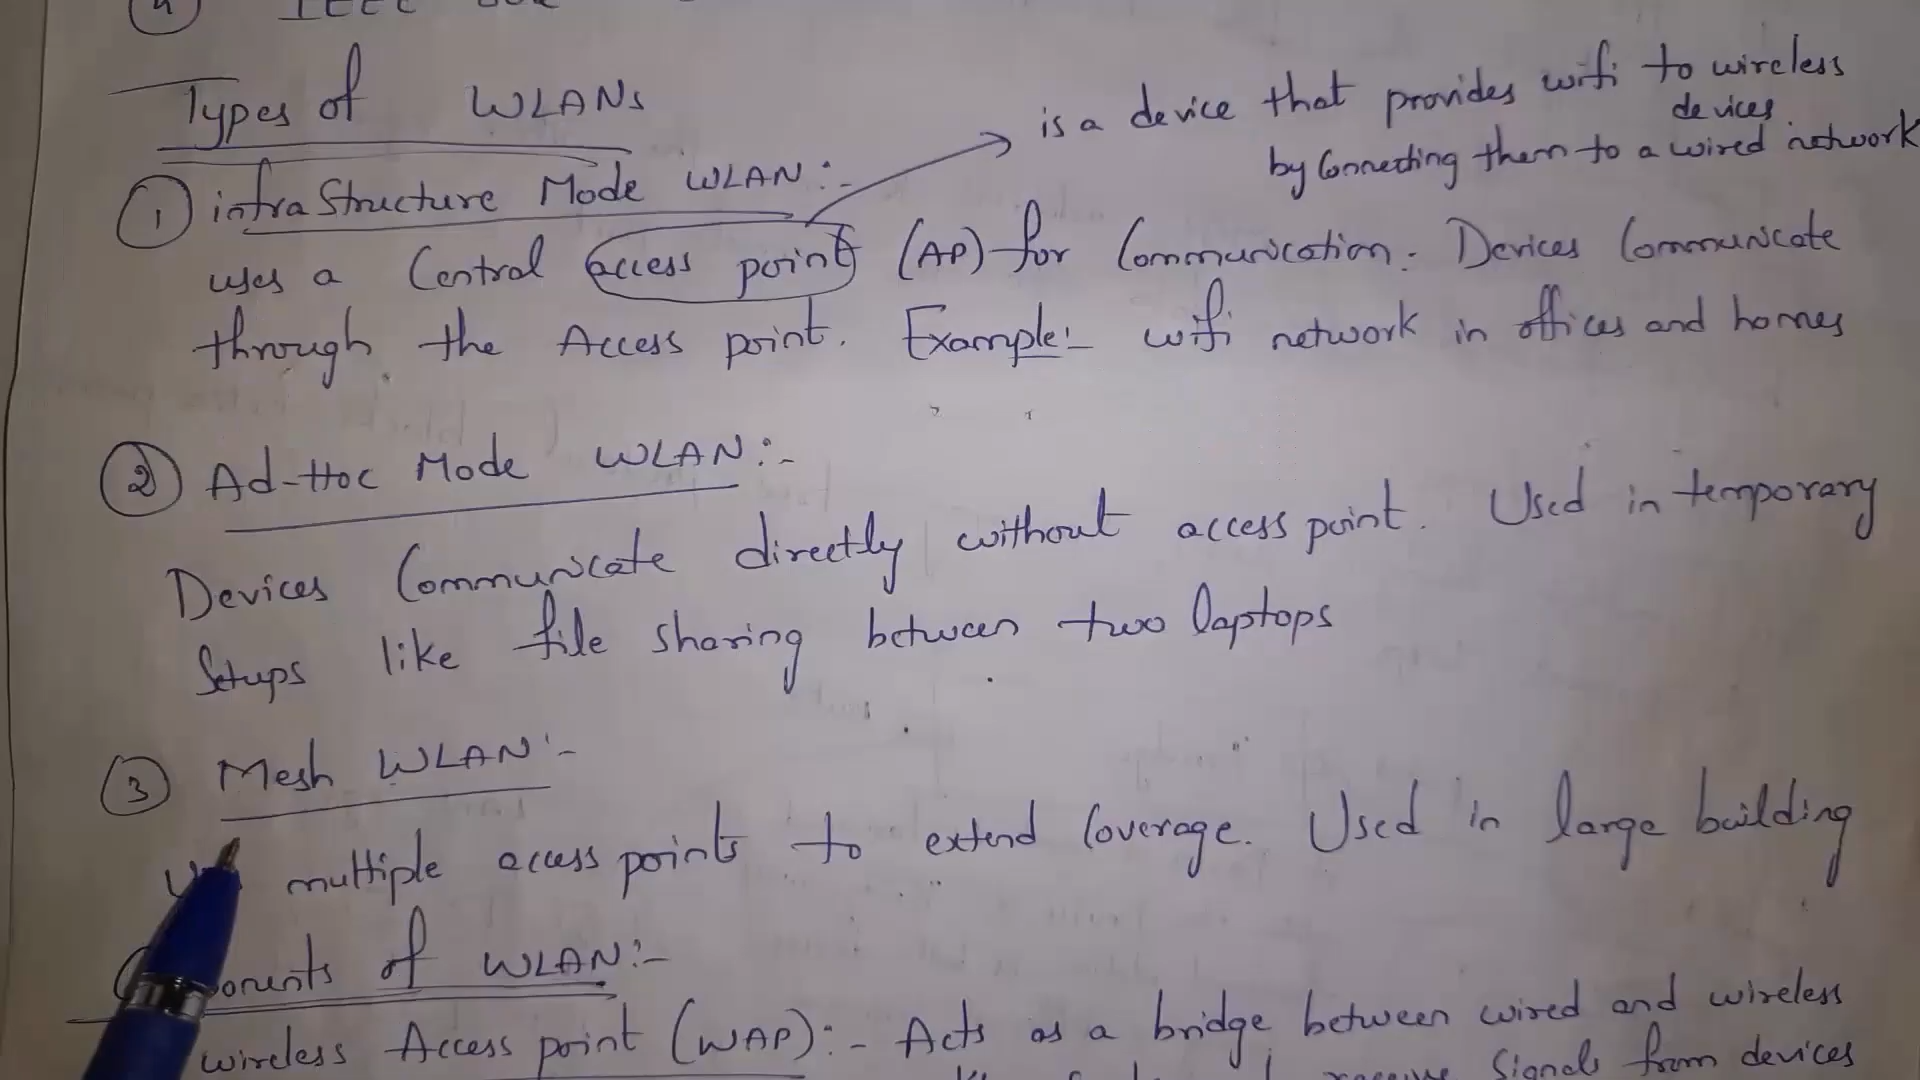 Types of WLANs
is a device that provides wifi to wireless
devices
by Connecting them to a wired network
1 infraStructure Mode WLAN:-
uses a Central access point (AP) for Communication. Devices Communicate
through the Access point. Example:- wifi network in offices and homes
2 Ad-Hoc Mode WLAN:-
Devices Communicate directly without access point. Used in temporary
Setups like file sharing between two laptops
3 Mesh WLAN:-
multiple access points to extend Coverage. Used in large building
of WLAN:-
wireless Access point (WAP):- Acts as a bridge between wired and wireless
Signals from devices